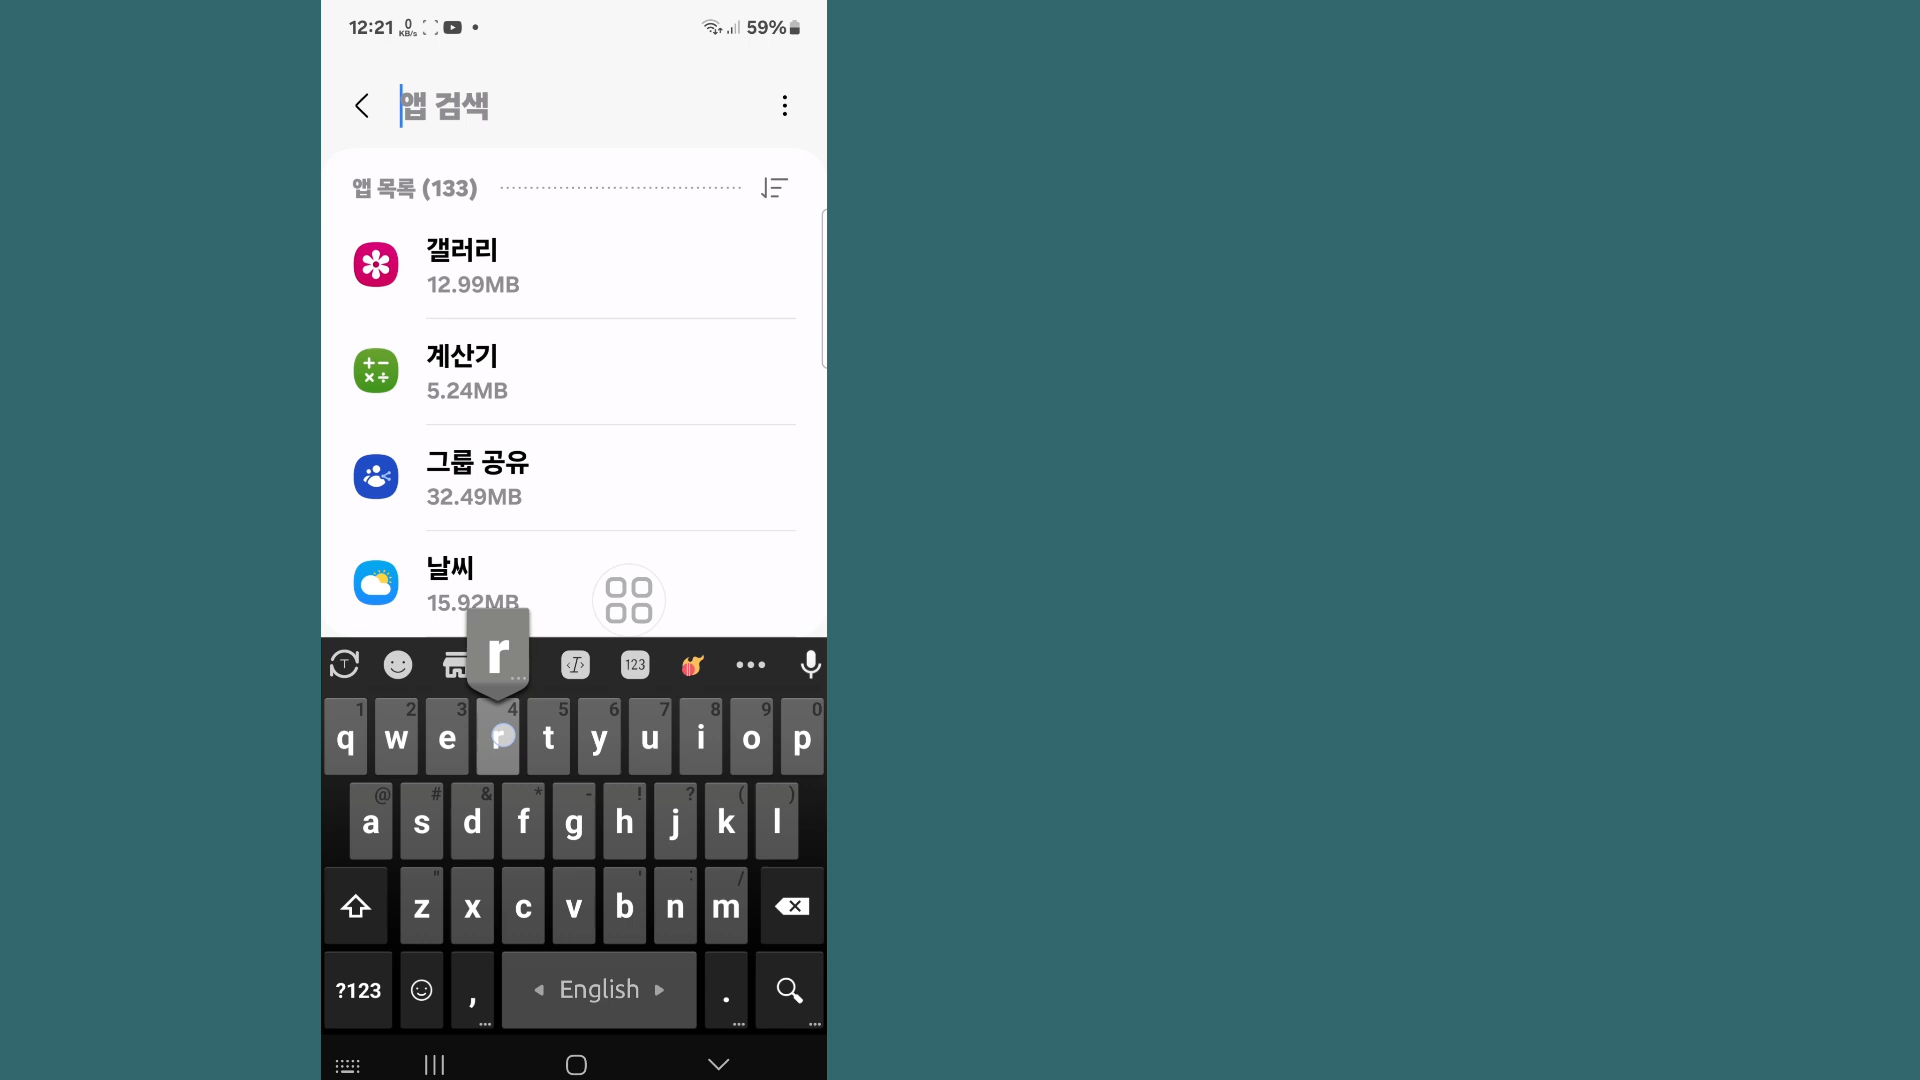 12:21 0 KB/s 59%
앱 검색
앱 목록 (133)
갤러리
12.99MB
계산기
5.24MB
그룹 공유
32.49MB
날씨
15.92MB
r
T I 123
1 2 3 4 5 6 7 8 9 0
q w e r t y u i o p
@ # & * - ! ? ( )
a s d f g h j k l
" ' : /
z x c v b n m
?123 , English .